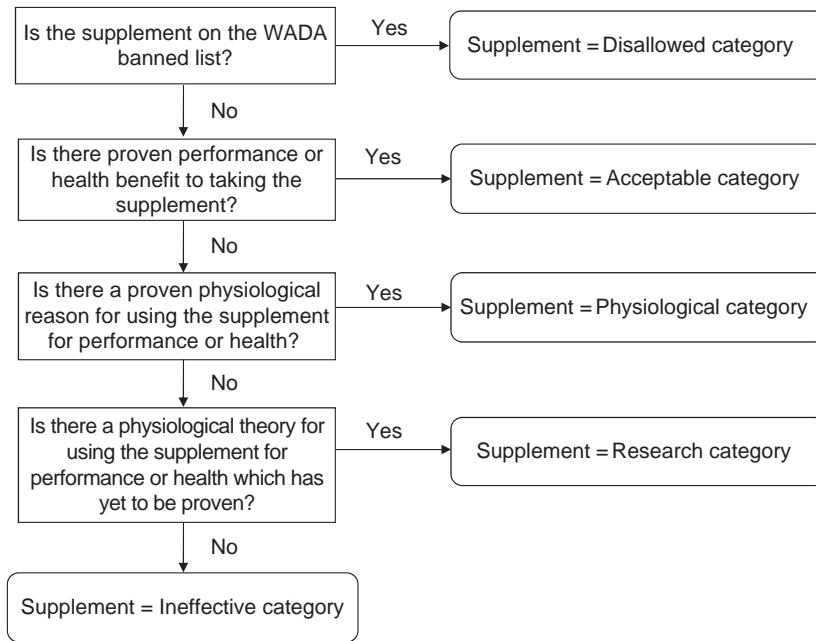 Is the supplement on the WADA
banned list?
Yes
Supplement = Disallowed category
No
Is there proven performance or
health benefit to taking the
supplement?
Yes
Supplement = Acceptable category
No
Is there a proven physiological
reason for using the supplement
for performance or health?
Yes
Supplement = Physiological category
No
Is there a physiological theory for
using the supplement for
performance or health which has
yet to be proven?
Yes
Supplement = Research category
No
Supplement = Ineffective category